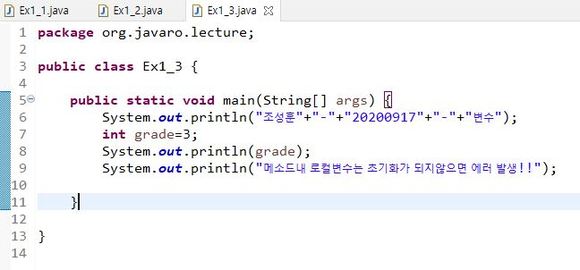 Ex1_1.java Ex1_2.java Ex1_3.java
1 package org.javaro.lecture;
2
3 public class Ex1_3 {
4
5 public static void main(String[] args) {
6 System.out.println("조성훈"+"-"+"20200917"+"-"+"변수");
7 int grade=3;
8 System.out.println(grade);
9 System.out.println("메소드내 로컬변수는 초기화가 되지않으면 에러 발생!!");
10
11 }
12
13 }
14